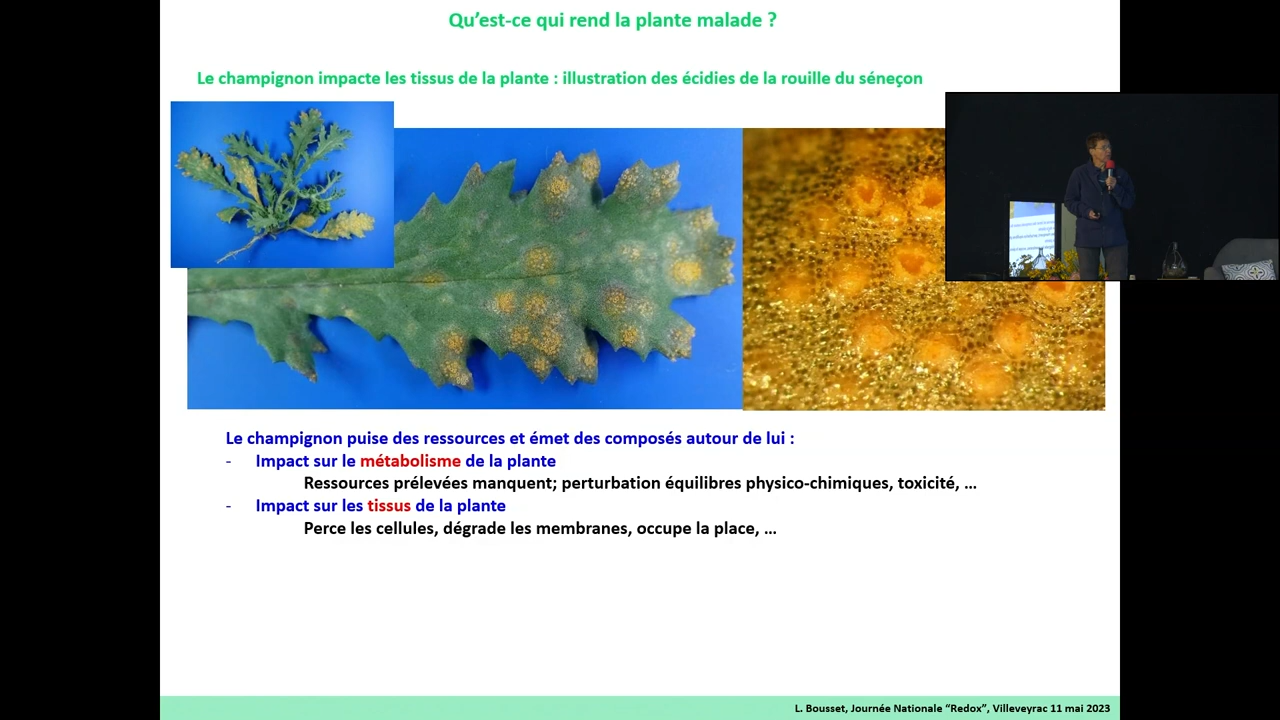 Qu’est-ce qui rend la plante malade ?
Le champignon impacte les tissus de la plante : illustration des écidies de la rouille du séneçon
Le champignon puise des ressources et émet des composés autour de lui :
- Impact sur le métabolisme de la plante
Ressources prélevées manquent; perturbation équilibres physico-chimiques, toxicité, …
- Impact sur les tissus de la plante
Perce les cellules, dégrade les membranes, occupe la place, …
L. Bousset, Journée Nationale “Redox”, Villeveyrac 11 mai 2023